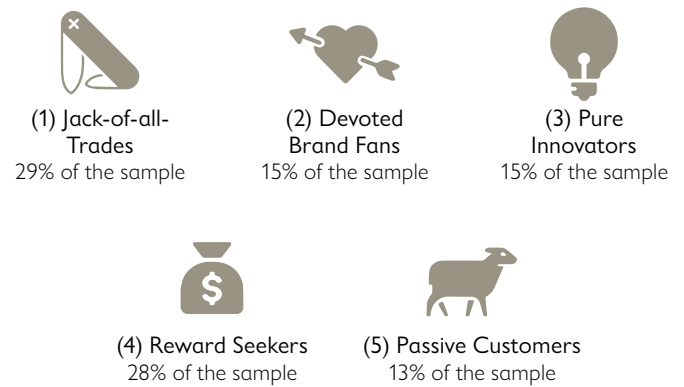 (1) Jack-of-all-
Trades
29% of the sample
(2) Devoted
Brand Fans
15% of the sample
(3) Pure
Innovators
15% of the sample
$
(4) Reward Seekers
28% of the sample
(5) Passive Customers
13% of the sample